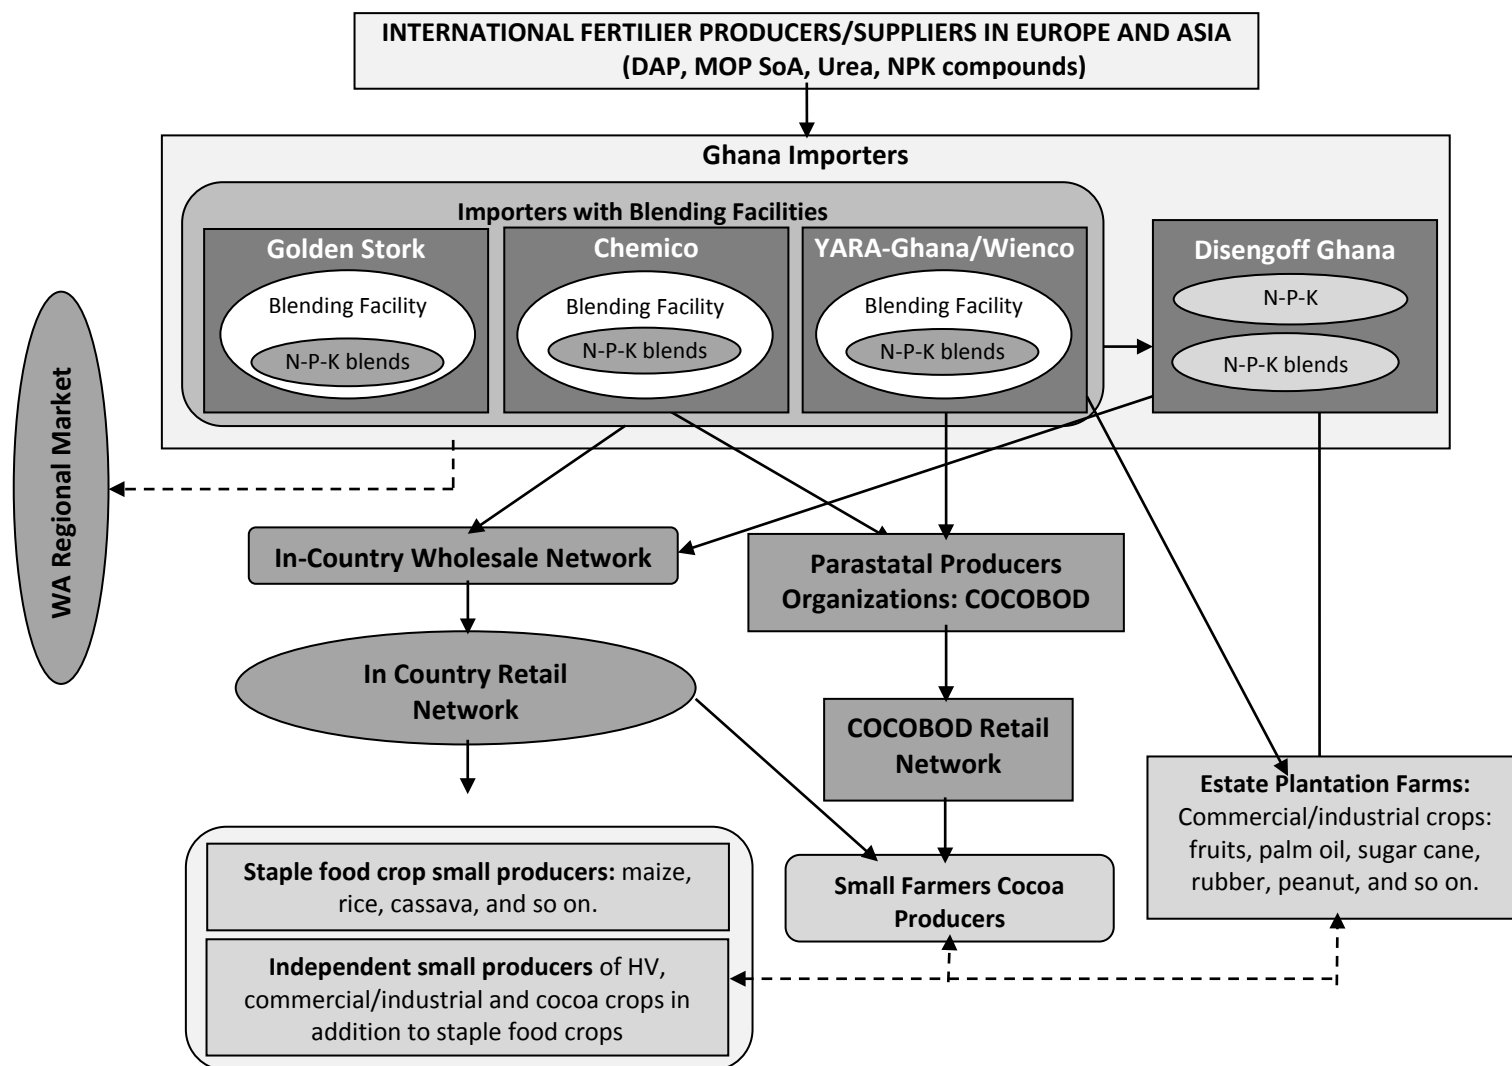 INTERNATIONAL FERTILIER PRODUCERS/SUPPLIERS IN EUROPE AND ASIA
(DAP, MOP SoA, Urea, NPK compounds)
Ghana Importers
Importers with Blending Facilities
Golden Stork
Blending Facility
N-P-K blends
Chemico
Blending Facility
N-P-K blends
YARA-Ghana/Wienco
Blending Facility
N-P-K blends
Disengoff Ghana
N-P-K
N-P-K blends
WA Regional Market
In-Country Wholesale Network
Parastatal Producers
Organizations: COCOBOD
In Country Retail
Network
COCOBOD Retail
Network
Estate Plantation Farms:
Commercial/industrial crops:
fruits, palm oil, sugar cane,
rubber, peanut, and so on.
Staple food crop small producers: maize,
rice, cassava, and so on.
Small Farmers Cocoa
Producers
Independent small producers of HV,
commercial/industrial and cocoa crops in
addition to staple food crops